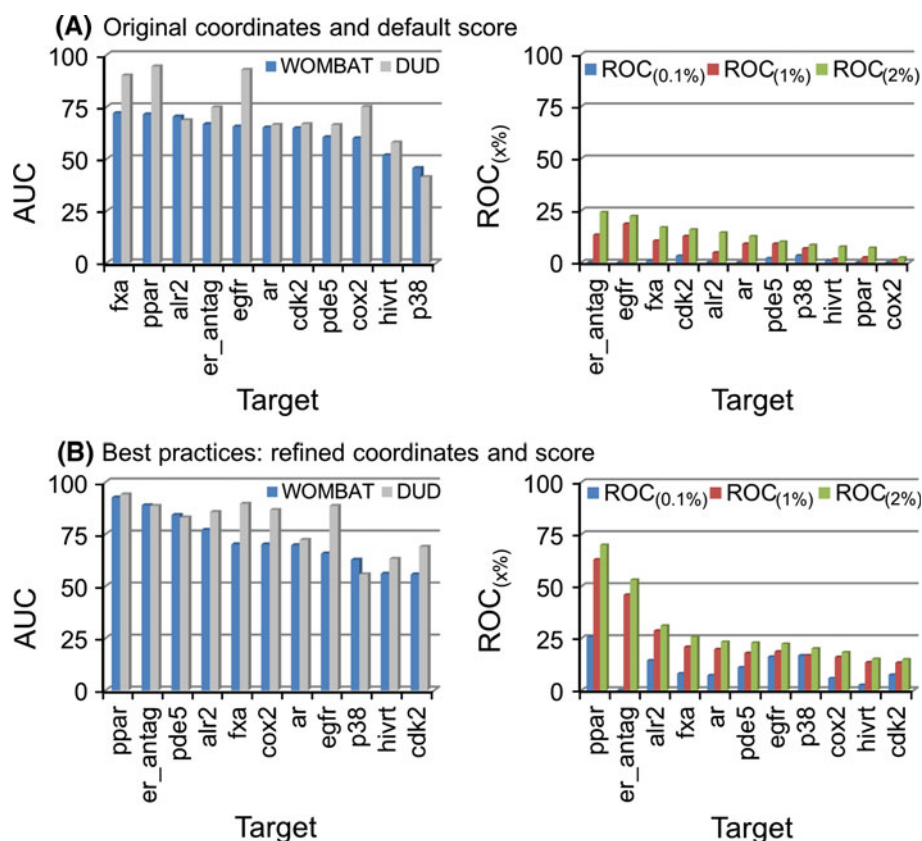 (A) Original coordinates and default score
WOMBAT DUD
100
75
50
25
0
AUC
fxa
ppar
alr2
er_antag
egfr
ar
cdk2
pde5
cox2
hivrt
p38
Target
ROC(0.1%) ROC(1%) ROC(2%)
100
75
50
25
0
ROC(x%)
er_antag
egfr
fxa
cdk2
alr2
ar
pde5
p38
hivrt
ppar
cox2
Target
(B) Best practices: refined coordinates and score
WOMBAT DUD
100
75
50
25
0
AUC
ppar
er_antag
pde5
alr2
fxa
cox2
ar
egfr
p38
hivrt
cdk2
Target
ROC(0.1%) ROC(1%) ROC(2%)
100
75
50
25
0
ROC(x%)
ppar
er_antag
alr2
fxa
ar
pde5
egfr
p38
cox2
hivrt
cdk2
Target